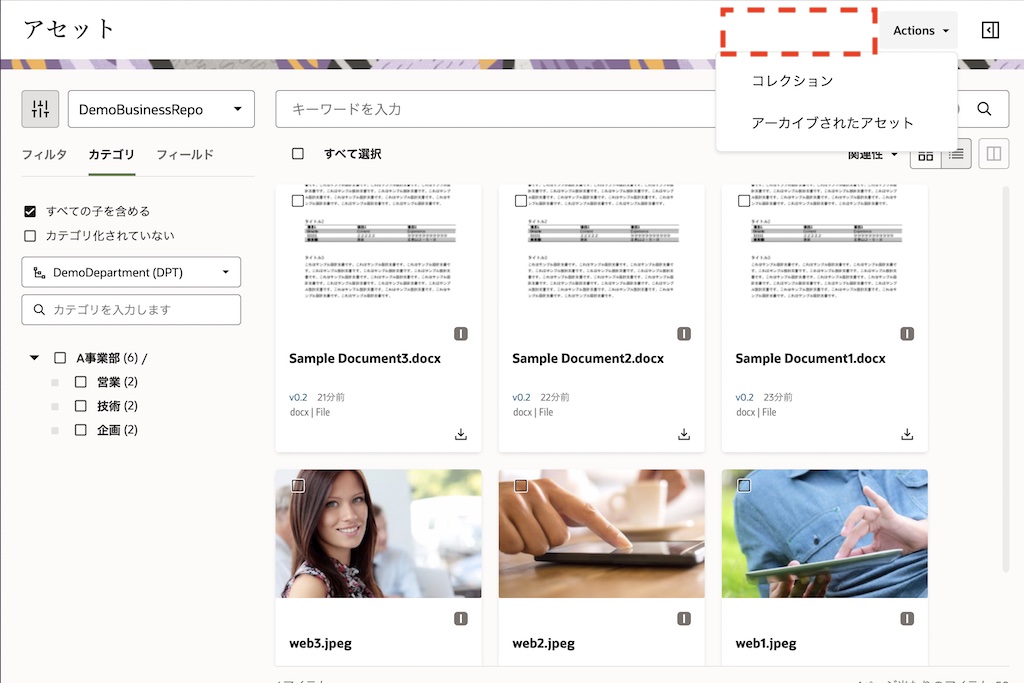 アセット
Actions
コレクション
アーカイブされたアセット
DemoBusinessRepo
キーワードを入力
フィルタ
カテゴリ
フィールド
すべて選択
関連性
すべての子を含める
カテゴリ化されていない
DemoDepartment (DPT)
カテゴリを入力します
A事業部 (6) /
営業 (2)
技術 (2)
企画 (2)
Sample Document3.docx
v0.2 21分前
docx | File
Sample Document2.docx
v0.2 22分前
docx | File
Sample Document1.docx
v0.2 23分前
docx | File
web3.jpeg
web2.jpeg
web1.jpeg